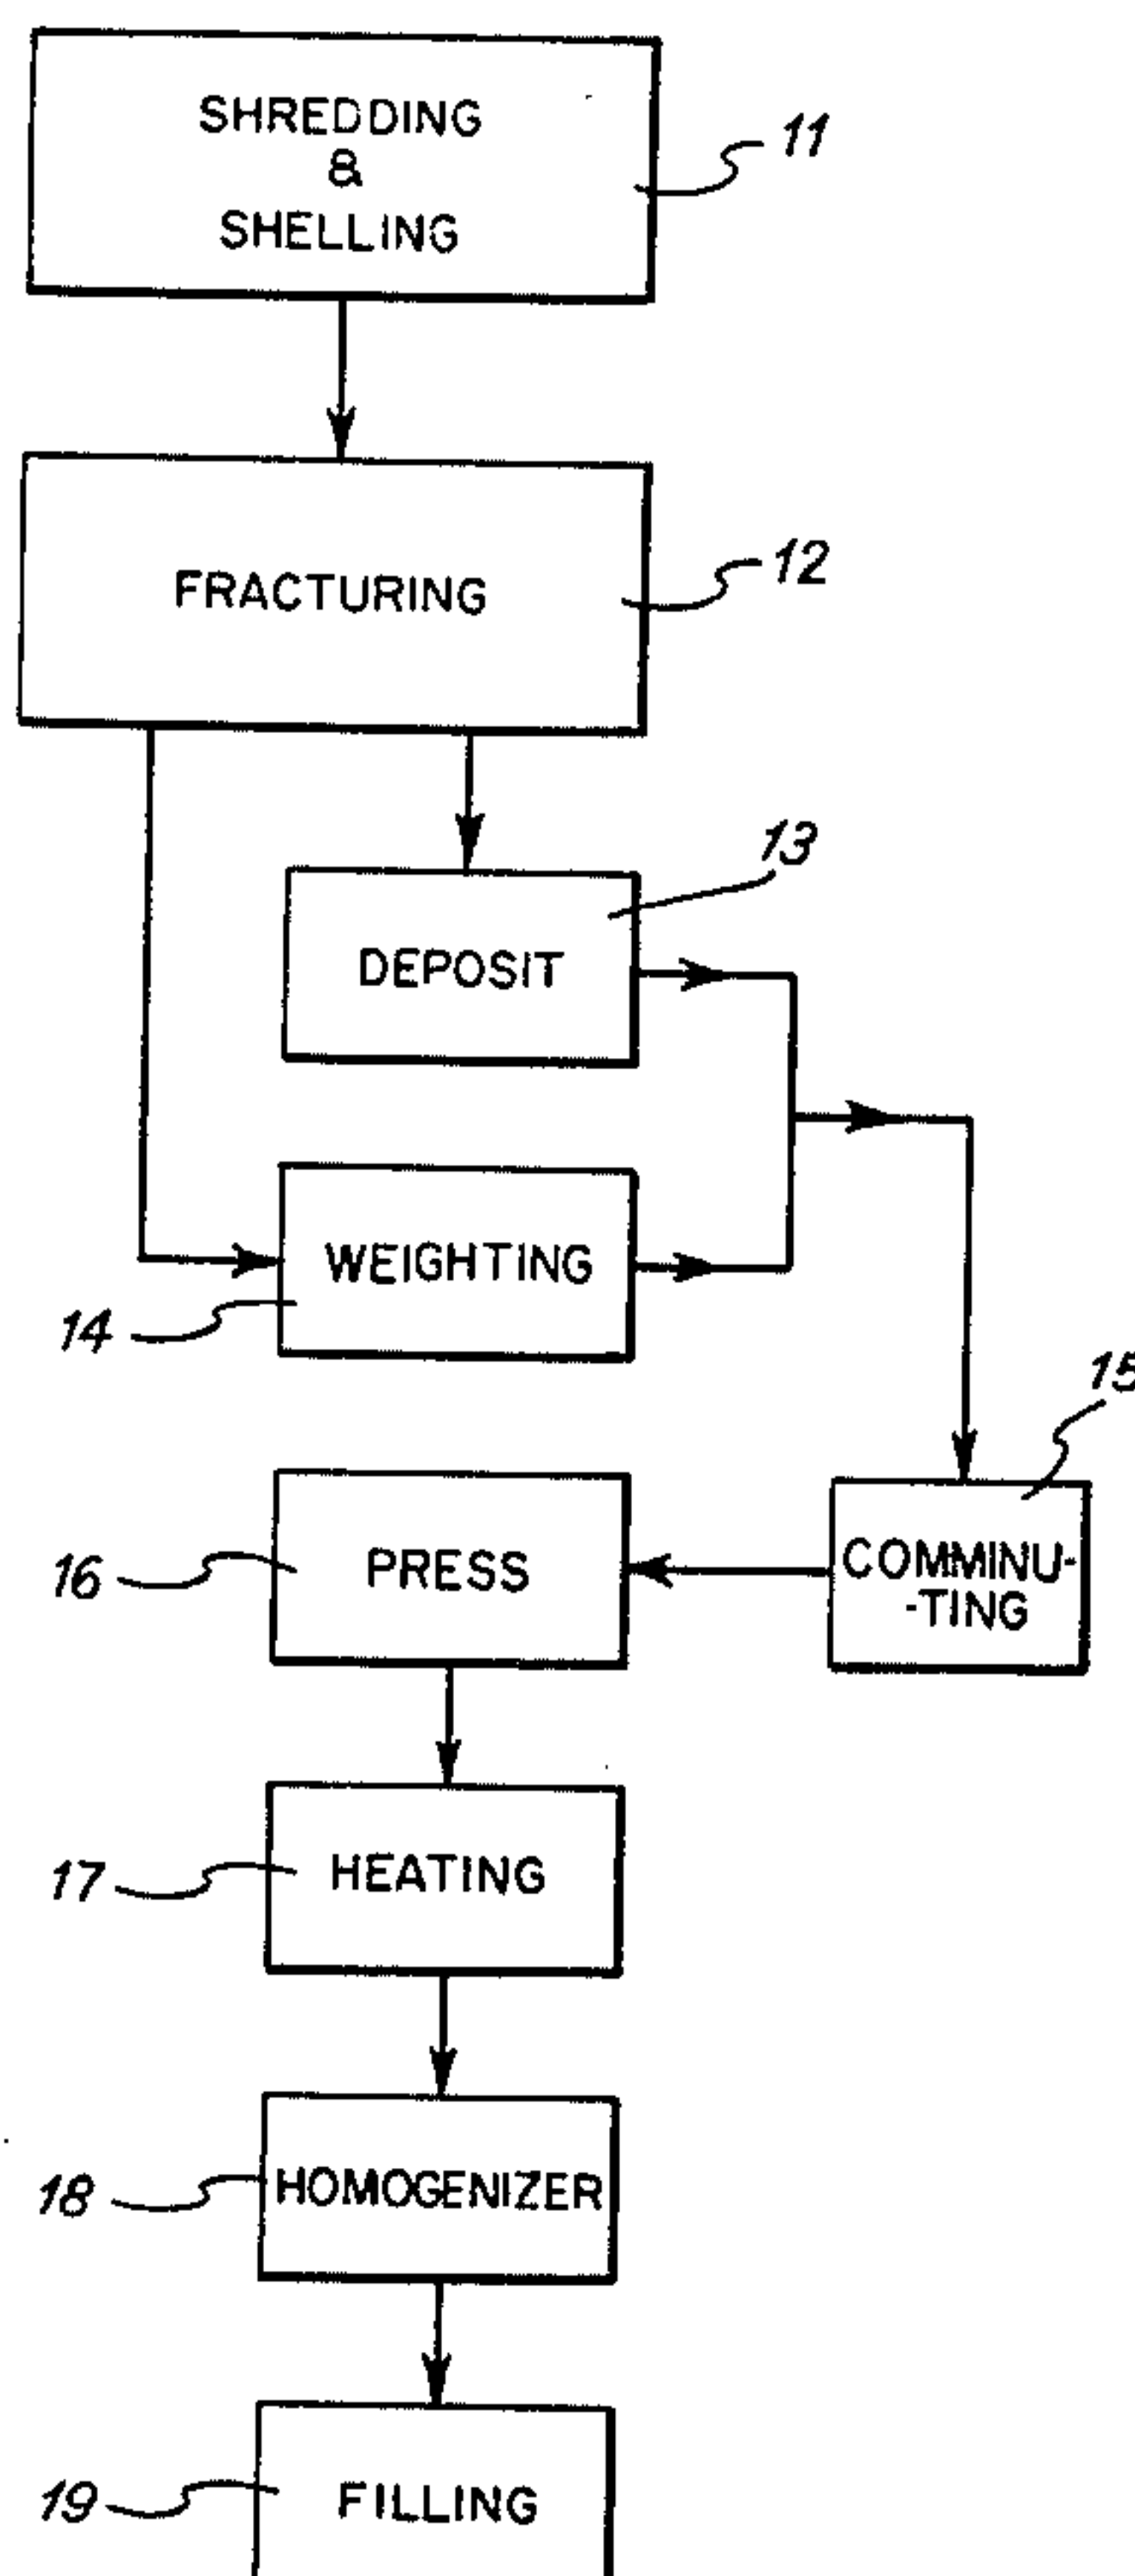 SHREDDING
&
SHELLING
11
FRACTURING
12
13
DEPOSIT
WEIGHTING
14
15
COMMINU-
-TING
PRESS
16
HEATING
17
HOMOGENIZER
18
FILLING
19